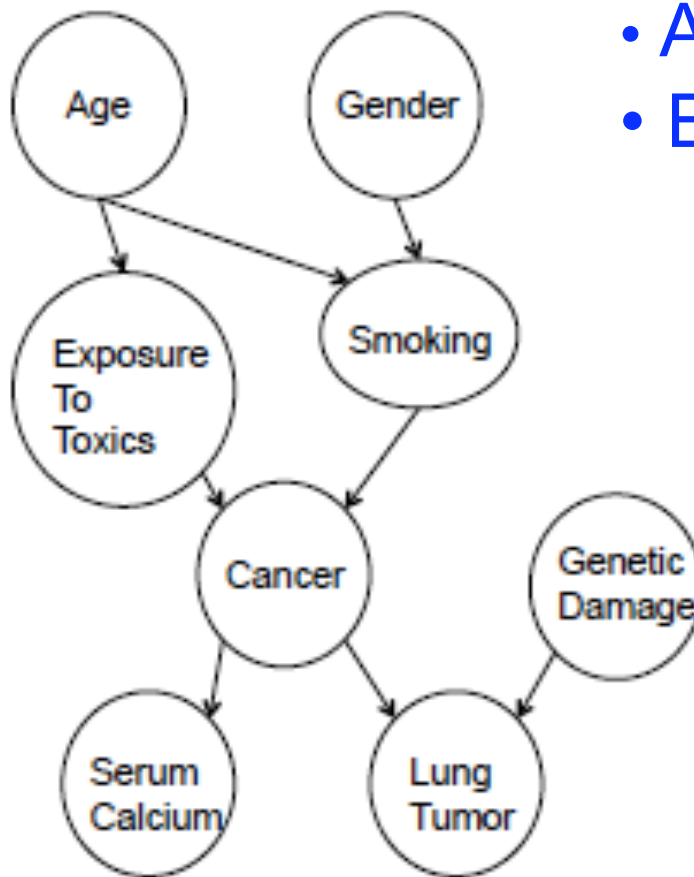 • A
• E
Age
Gender
Exposure
To
Toxics
Smoking
Cancer
Genetic
Damage
Serum
Calcium
Lung
Tumor